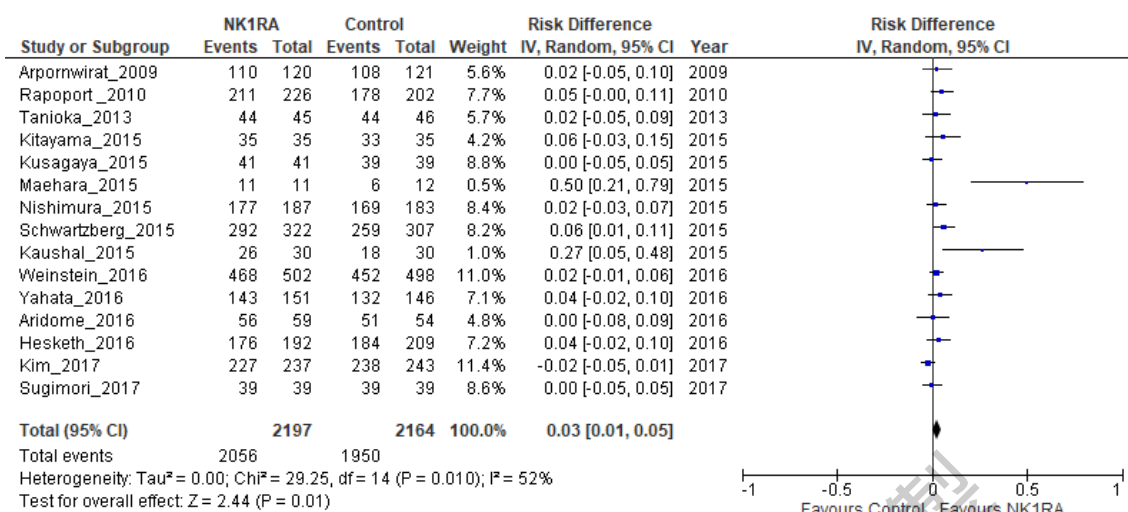 NK1RA Control Risk Difference Risk Difference
Study or Subgroup Events Total Events Total Weight IV, Random, 95% CI Year IV, Random, 95% CI
Arpornwirat_2009 110 120 108 121 5.6% 0.02 [-0.05, 0.10] 2009
Rapoport _2010 211 226 178 202 7.7% 0.05 [-0.00, 0.11] 2010
Tanioka_2013 44 45 44 46 5.7% 0.02 [-0.05, 0.09] 2013
Kitayama_2015 35 35 33 35 4.2% 0.06 [-0.03, 0.15] 2015
Kusagaya_2015 41 41 39 39 8.8% 0.00 [-0.05, 0.05] 2015
Maehara_2015 11 11 6 12 0.5% 0.50 [0.21, 0.79] 2015
Nishimura_2015 177 187 169 183 8.4% 0.02 [-0.03, 0.07] 2015
Schwartzberg_2015 292 322 259 307 8.2% 0.06 [0.01, 0.11] 2015
Kaushal_2015 26 30 18 30 1.0% 0.27 [0.05, 0.48] 2015
Weinstein_2016 468 502 452 498 11.0% 0.02 [-0.01, 0.06] 2016
Yahata_2016 143 151 132 146 7.1% 0.04 [-0.02, 0.10] 2016
Aridome_2016 56 59 51 54 4.8% 0.00 [-0.08, 0.09] 2016
Hesketh_2016 176 192 184 209 7.2% 0.04 [-0.02, 0.10] 2016
Kim_2017 227 237 238 243 11.4% -0.02 [-0.05, 0.01] 2017
Sugimori_2017 39 39 39 39 8.6% 0.00 [-0.05, 0.05] 2017
Total (95% CI) 2197 2164 100.0% 0.03 [0.01, 0.05]
Total events 2056 1950
Heterogeneity: Tau² = 0.00; Chi² = 29.25, df = 14 (P = 0.010); I² = 52%
Test for overall effect: Z = 2.44 (P = 0.01)
-1 -0.5 0 0.5 1
Favours Control Favours NK1RA